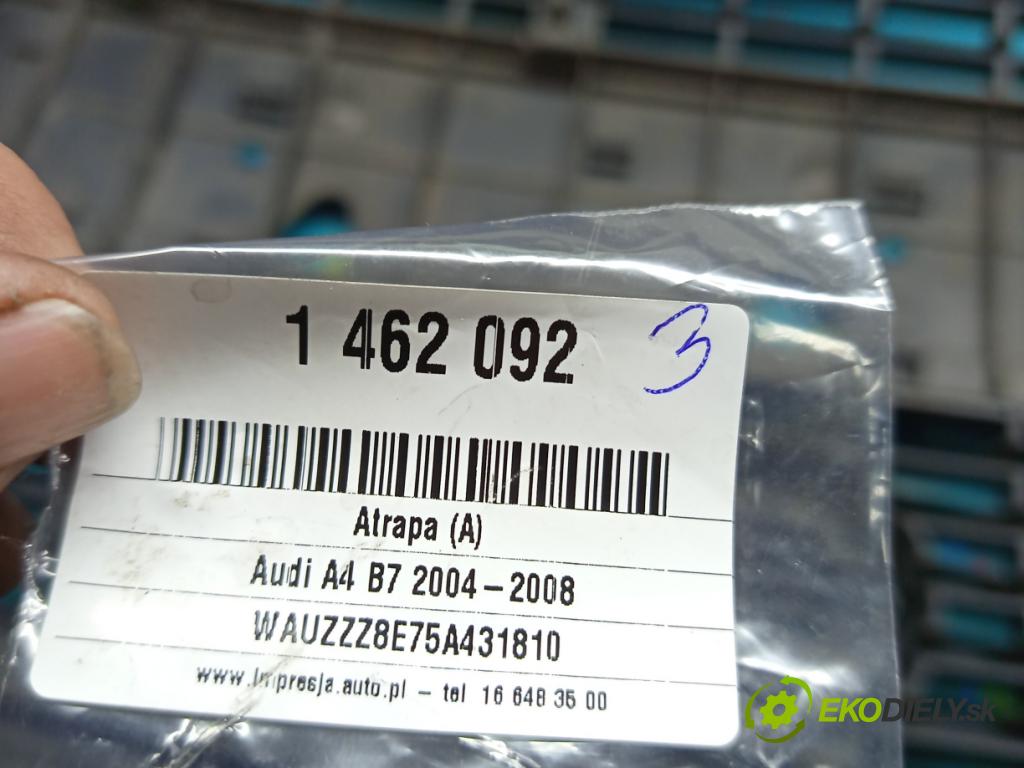 1 462 092 3
Atrapa (A)
Audi A4 B7 2004-2008
WAUZZZ8E75A431810
www.impresja.auto.pl - tel 16 648 35 00
EKODIELY.sk